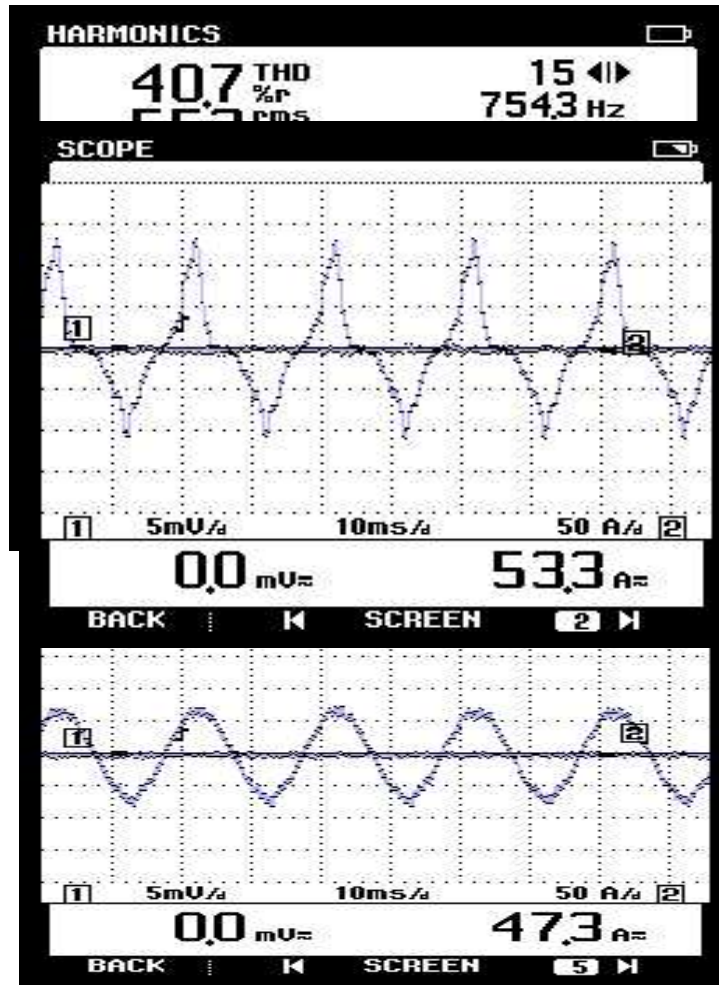 HARMONICS
40.7 THD %r 15
754.3 Hz
rms
SCOPE
1
2
1 5mV/d 10ms/d 50 A/d 2
0.0 mV≂ 53.3 A≂
BACK SCREEN 2
1
2
1 5mV/d 10ms/d 50 A/d 2
0.0 mV≂ 47.3 A≂
BACK SCREEN 5